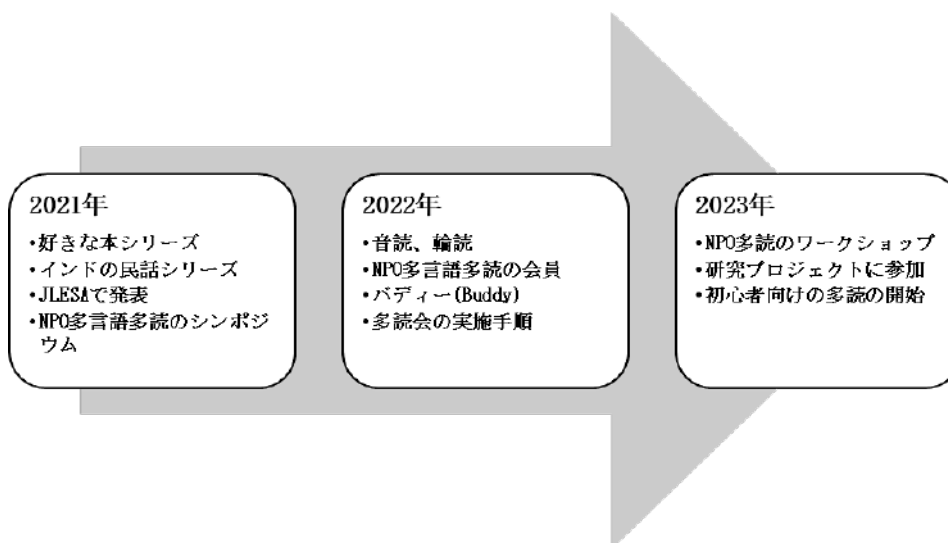 2021年
・好きな本シリーズ
・インドの民話シリーズ
・JLESAで発表
・NPO多言語多読のシンポジ
ウム
2022年
・音読、輪読
・NPO多言語多読の会員
・バディー(Buddy)
・多読会の実施手順
2023年
・NPO多読のワークショップ
・研究プロジェクトに参加
・初心者向けの多読の開始